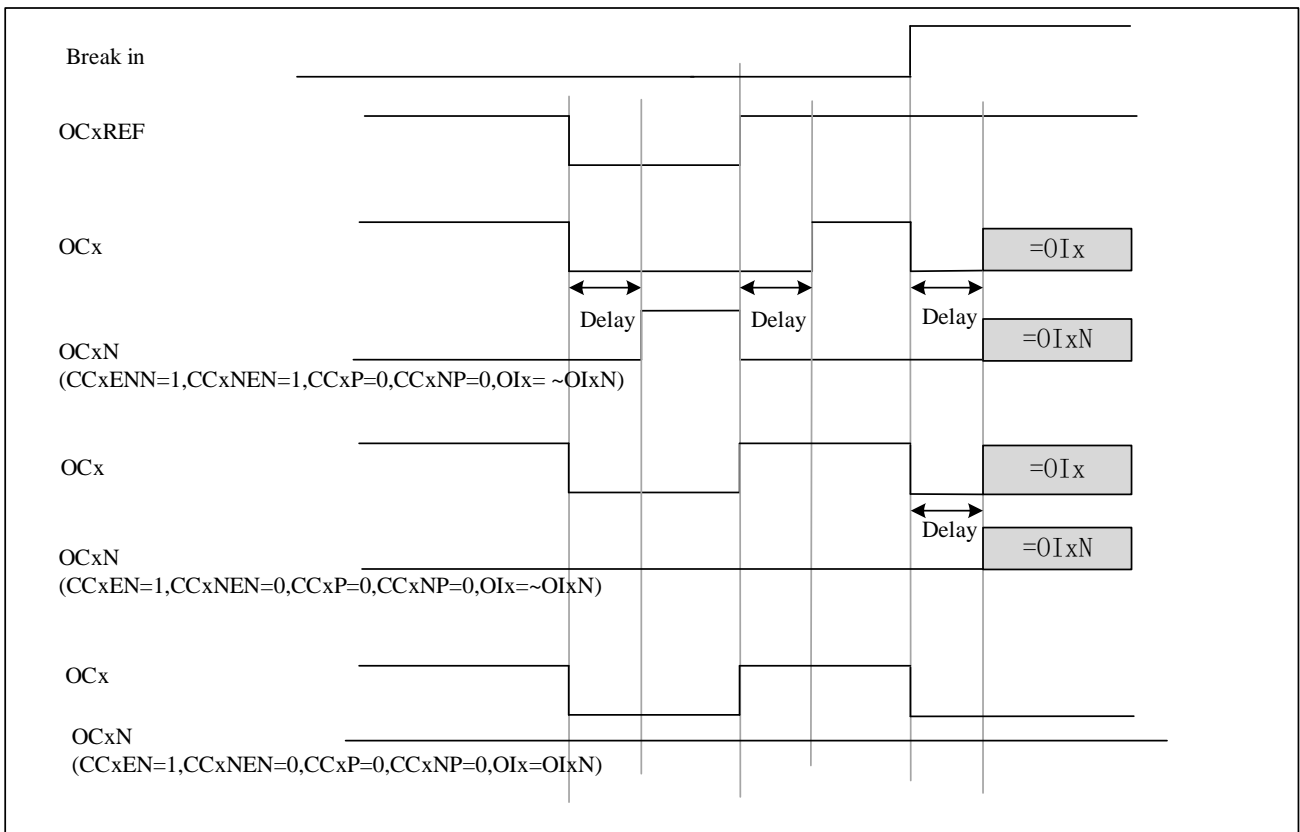 Break in
OCxREF
OCx
=OIx
Delay
Delay
Delay
=OIxN
OCxN
(CCxENN=1,CCxNEN=1,CCxP=0,CCxNP=0,OIx= ~OIxN)
OCx
=OIx
Delay
=OIxN
OCxN
(CCxEN=1,CCxNEN=0,CCxP=0,CCxNP=0,OIx=~OIxN)
OCx
OCxN
(CCxEN=1,CCxNEN=0,CCxP=0,CCxNP=0,OIx=OIxN)